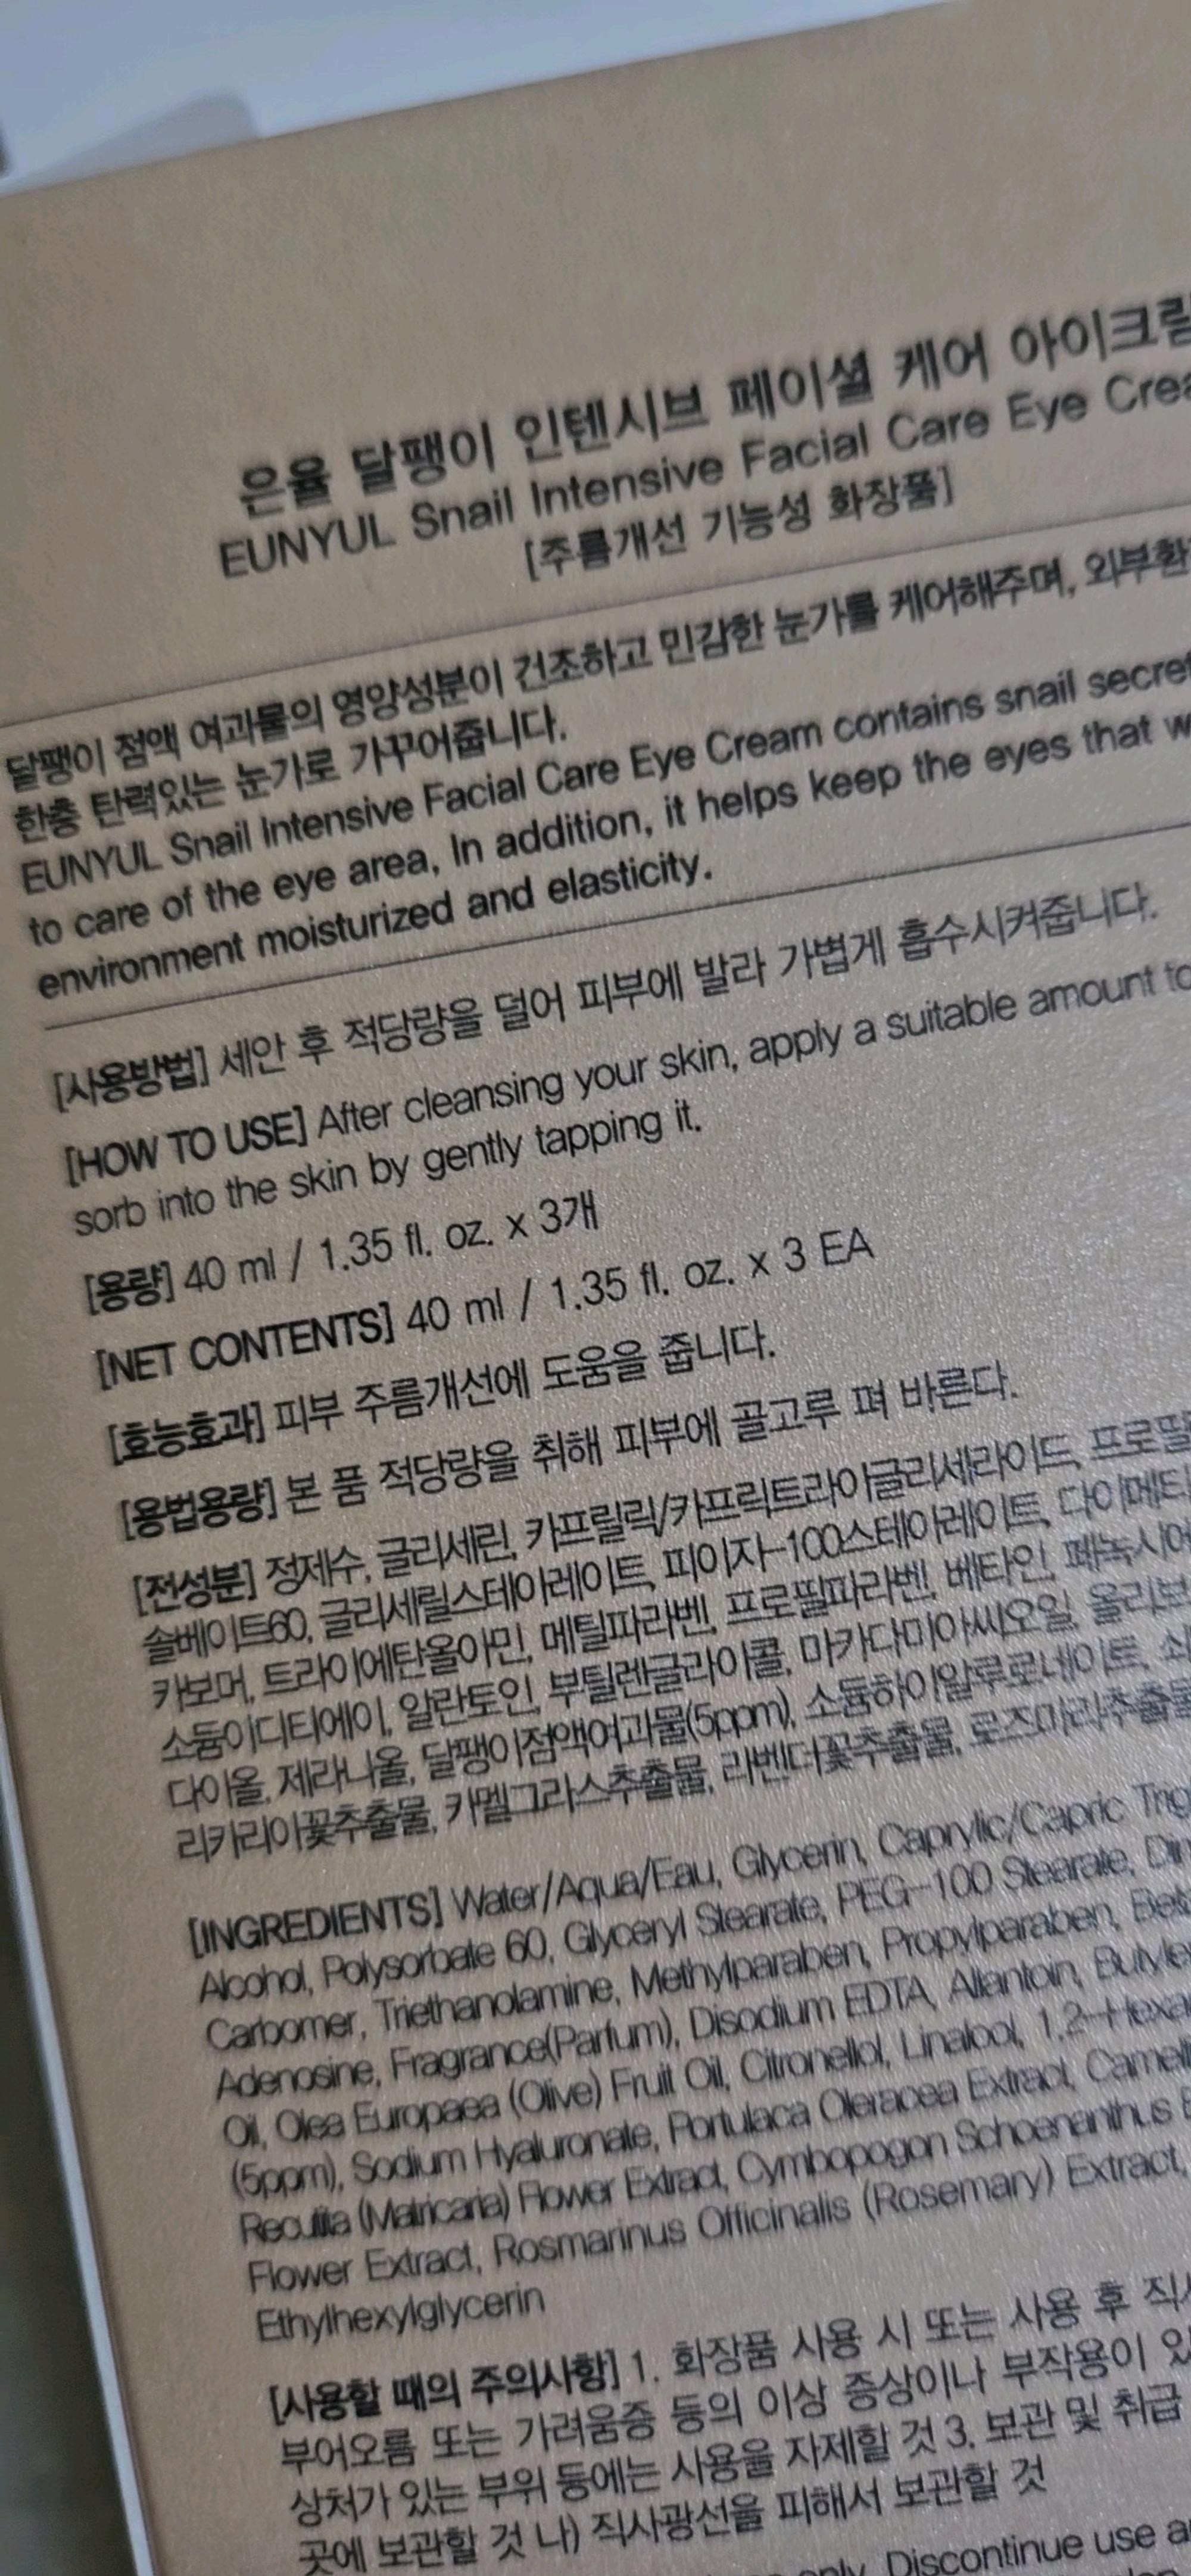 은율 달팽이 인텐시브 페이셜 케어 아이크림
EUNYUL Snail Intensive Facial Care Eye Crea
[주름개선 기능성 화장품]
달팽이 점액 여과물의 영양성분이 건조하고 민감한 눈가를 케어해주며, 외부환
한층 탄력있는 눈가로 가꾸어줍니다.
EUNYUL Snail Intensive Facial Care Eye Cream contains snail secret
to care of the eye area, In addition, it helps keep the eyes that w
environment moisturized and elasticity.
[사용방법] 세안 후 적당량을 덜어 피부에 발라 가볍게 흡수시켜줍니다.
[HOW TO USE] After cleansing your skin, apply a suitable amount to
sorb into the skin by gently tapping it.
[용량] 40 ml / 1.35 fl. oz. x 3개
[NET CONTENTS] 40 ml / 1.35 fl. oz. x 3 EA
[효능효과] 피부 주름개선에 도움을 줍니다.
[용법용량] 본 품 적당량을 취해 피부에 골고루 펴 바른다.
[전성분] 정제수, 글리세린, 카프릴릭/카프릭트라이글리세라이드, 프로필
솔베이트60, 글리세릴스테아레이트, 피이지-100스테아레이트, 다이메티
카보머, 트라이에탄올아민, 메틸파라벤, 프로필파라벤, 베타인, 페녹시에
소듐이디티에이, 알란토인, 부틸렌글라이콜, 마카다미아씨오일, 올리브
다이올, 제라니올, 달팽이점액여과물(5ppm), 소듐하이알루로네이트, 쇠
리카리아꽃추출물, 카멜그라스추출물, 라벤더꽃추출물, 로즈마리추출물
[INGREDIENTS] Water/Aqua/Eau, Glycerin, Caprylic/Capric Trig
Alcohol, Polysorbate 60, Glyceryl Stearate, PEG-100 Stearate, Dim
Carbomer, Triethanolamine, Methylparaben, Propylparaben, Beta
Adenosine, Fragrance(Parfum), Disodium EDTA, Allantoin, Butyle
Oil, Olea Europaea (Olive) Fruit Oil, Citronellol, Linalool, 1,2-Hexa
(5ppm), Sodium Hyaluronate, Portulaca Oleracea Extract, Camelli
Recutita (Matricaria) Flower Extract, Cymbopogon Schoenanthus E
Flower Extract, Rosmarinus Officinalis (Rosemary) Extract,
Ethylhexylglycerin
[사용할 때의 주의사항] 1. 화장품 사용 시 또는 사용 후 직사
부어오름 또는 가려움증 등의 이상 증상이나 부작용이 있
상처가 있는 부위 등에는 사용을 자제할 것 3. 보관 및 취급
곳에 보관할 것 나) 직사광선을 피해서 보관할 것
only. Discontinue use a